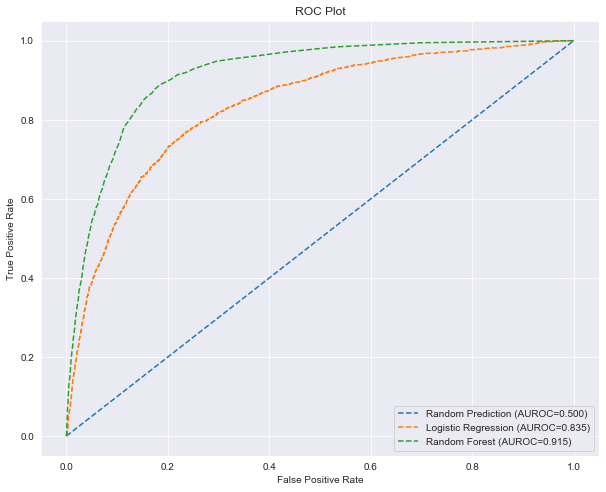 ROC Plot
True Positive Rate
1.0
0.8
0.6
0.4
0.2
0.0
Random Prediction (AUROC=0.500)
Logistic Regression (AUROC=0.835)
Random Forest (AUROC=0.915)
0.0 0.2 0.4 0.6 0.8 1.0
False Positive Rate